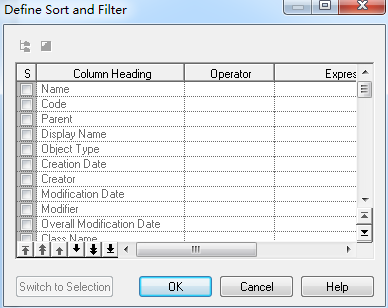 Define Sort and Filter
S Column Heading Operator Expres
Name
Code
Parent
Display Name
Object Type
Creation Date
Creator
Modification Date
Modifier
Overall Modification Date
Class Name
Switch to Selection OK Cancel Help